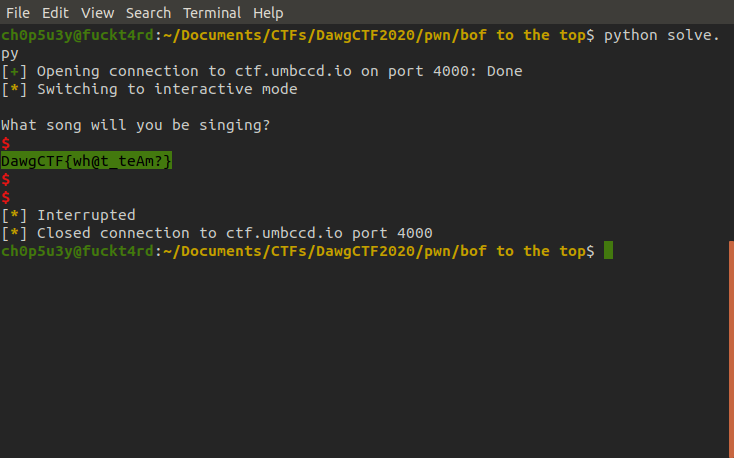 File Edit View Search Terminal Help
ch0p5u3y@fuckt4rd:~/Documents/CTFs/DawgCTF2020/pwn/bof to the top$ python solve.
py
[+] Opening connection to ctf.umbccd.io on port 4000: Done
[*] Switching to interactive mode
What song will you be singing?
$
DawgCTF{wh@t_teAm?}
$
$
[*] Interrupted
[*] Closed connection to ctf.umbccd.io port 4000
ch0p5u3y@fuckt4rd:~/Documents/CTFs/DawgCTF2020/pwn/bof to the top$